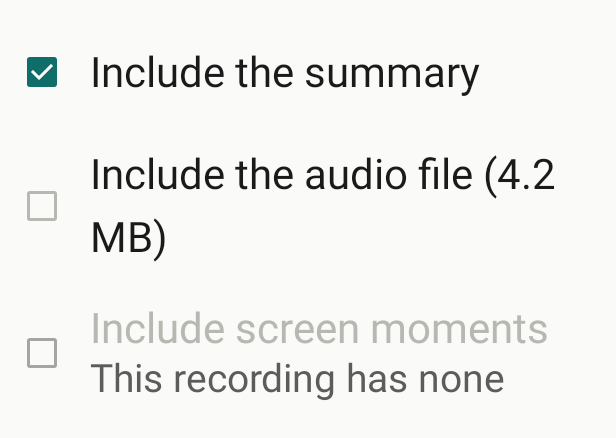 Include the summary
Include the audio file (4.2
MB)
Include screen moments
This recording has none